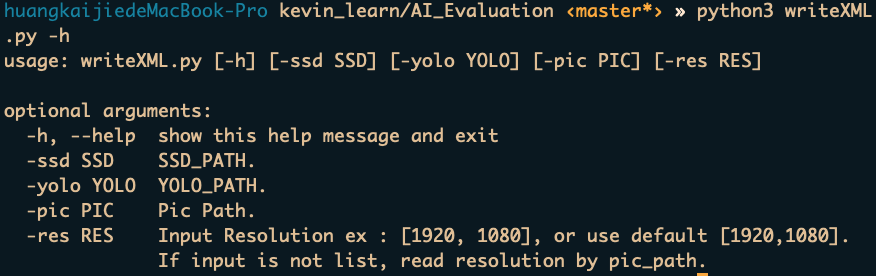 huangkaijiedeMacBook-Pro kevin_learn/AI_Evaluation ‹master*› » python3 writeXML
.py -h
usage: writeXML.py [-h] [-ssd SSD] [-yolo YOLO] [-pic PIC] [-res RES]

optional arguments:
  -h, --help  show this help message and exit
  -ssd SSD    SSD_PATH.
  -yolo YOLO  YOLO_PATH.
  -pic PIC    Pic Path.
  -res RES    Input Resolution ex : [1920, 1080], or use default [1920,1080].
              If input is not list, read resolution by pic_path.